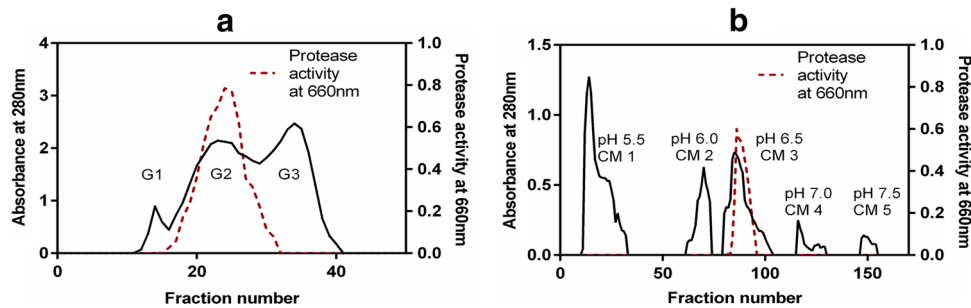 a
Absorbance at 280nm
4
3
2
1
0
Protease
activity
at 660nm
G1
G2
G3
1.0
0.8
0.6
0.4
0.2
0.0
Protease activity at 660nm
0
20
40
Fraction number
b
Absorbance at 280nm
1.5
1.0
0.5
0.0
Protease
activity
at 660nm
pH 5.5
CM 1
pH 6.0
CM 2
pH 6.5
CM 3
pH 7.0
CM 4
pH 7.5
CM 5
1.0
0.8
0.6
0.4
0.2
0.0
Protease activity at 660nm
0
50
100
150
Fraction number